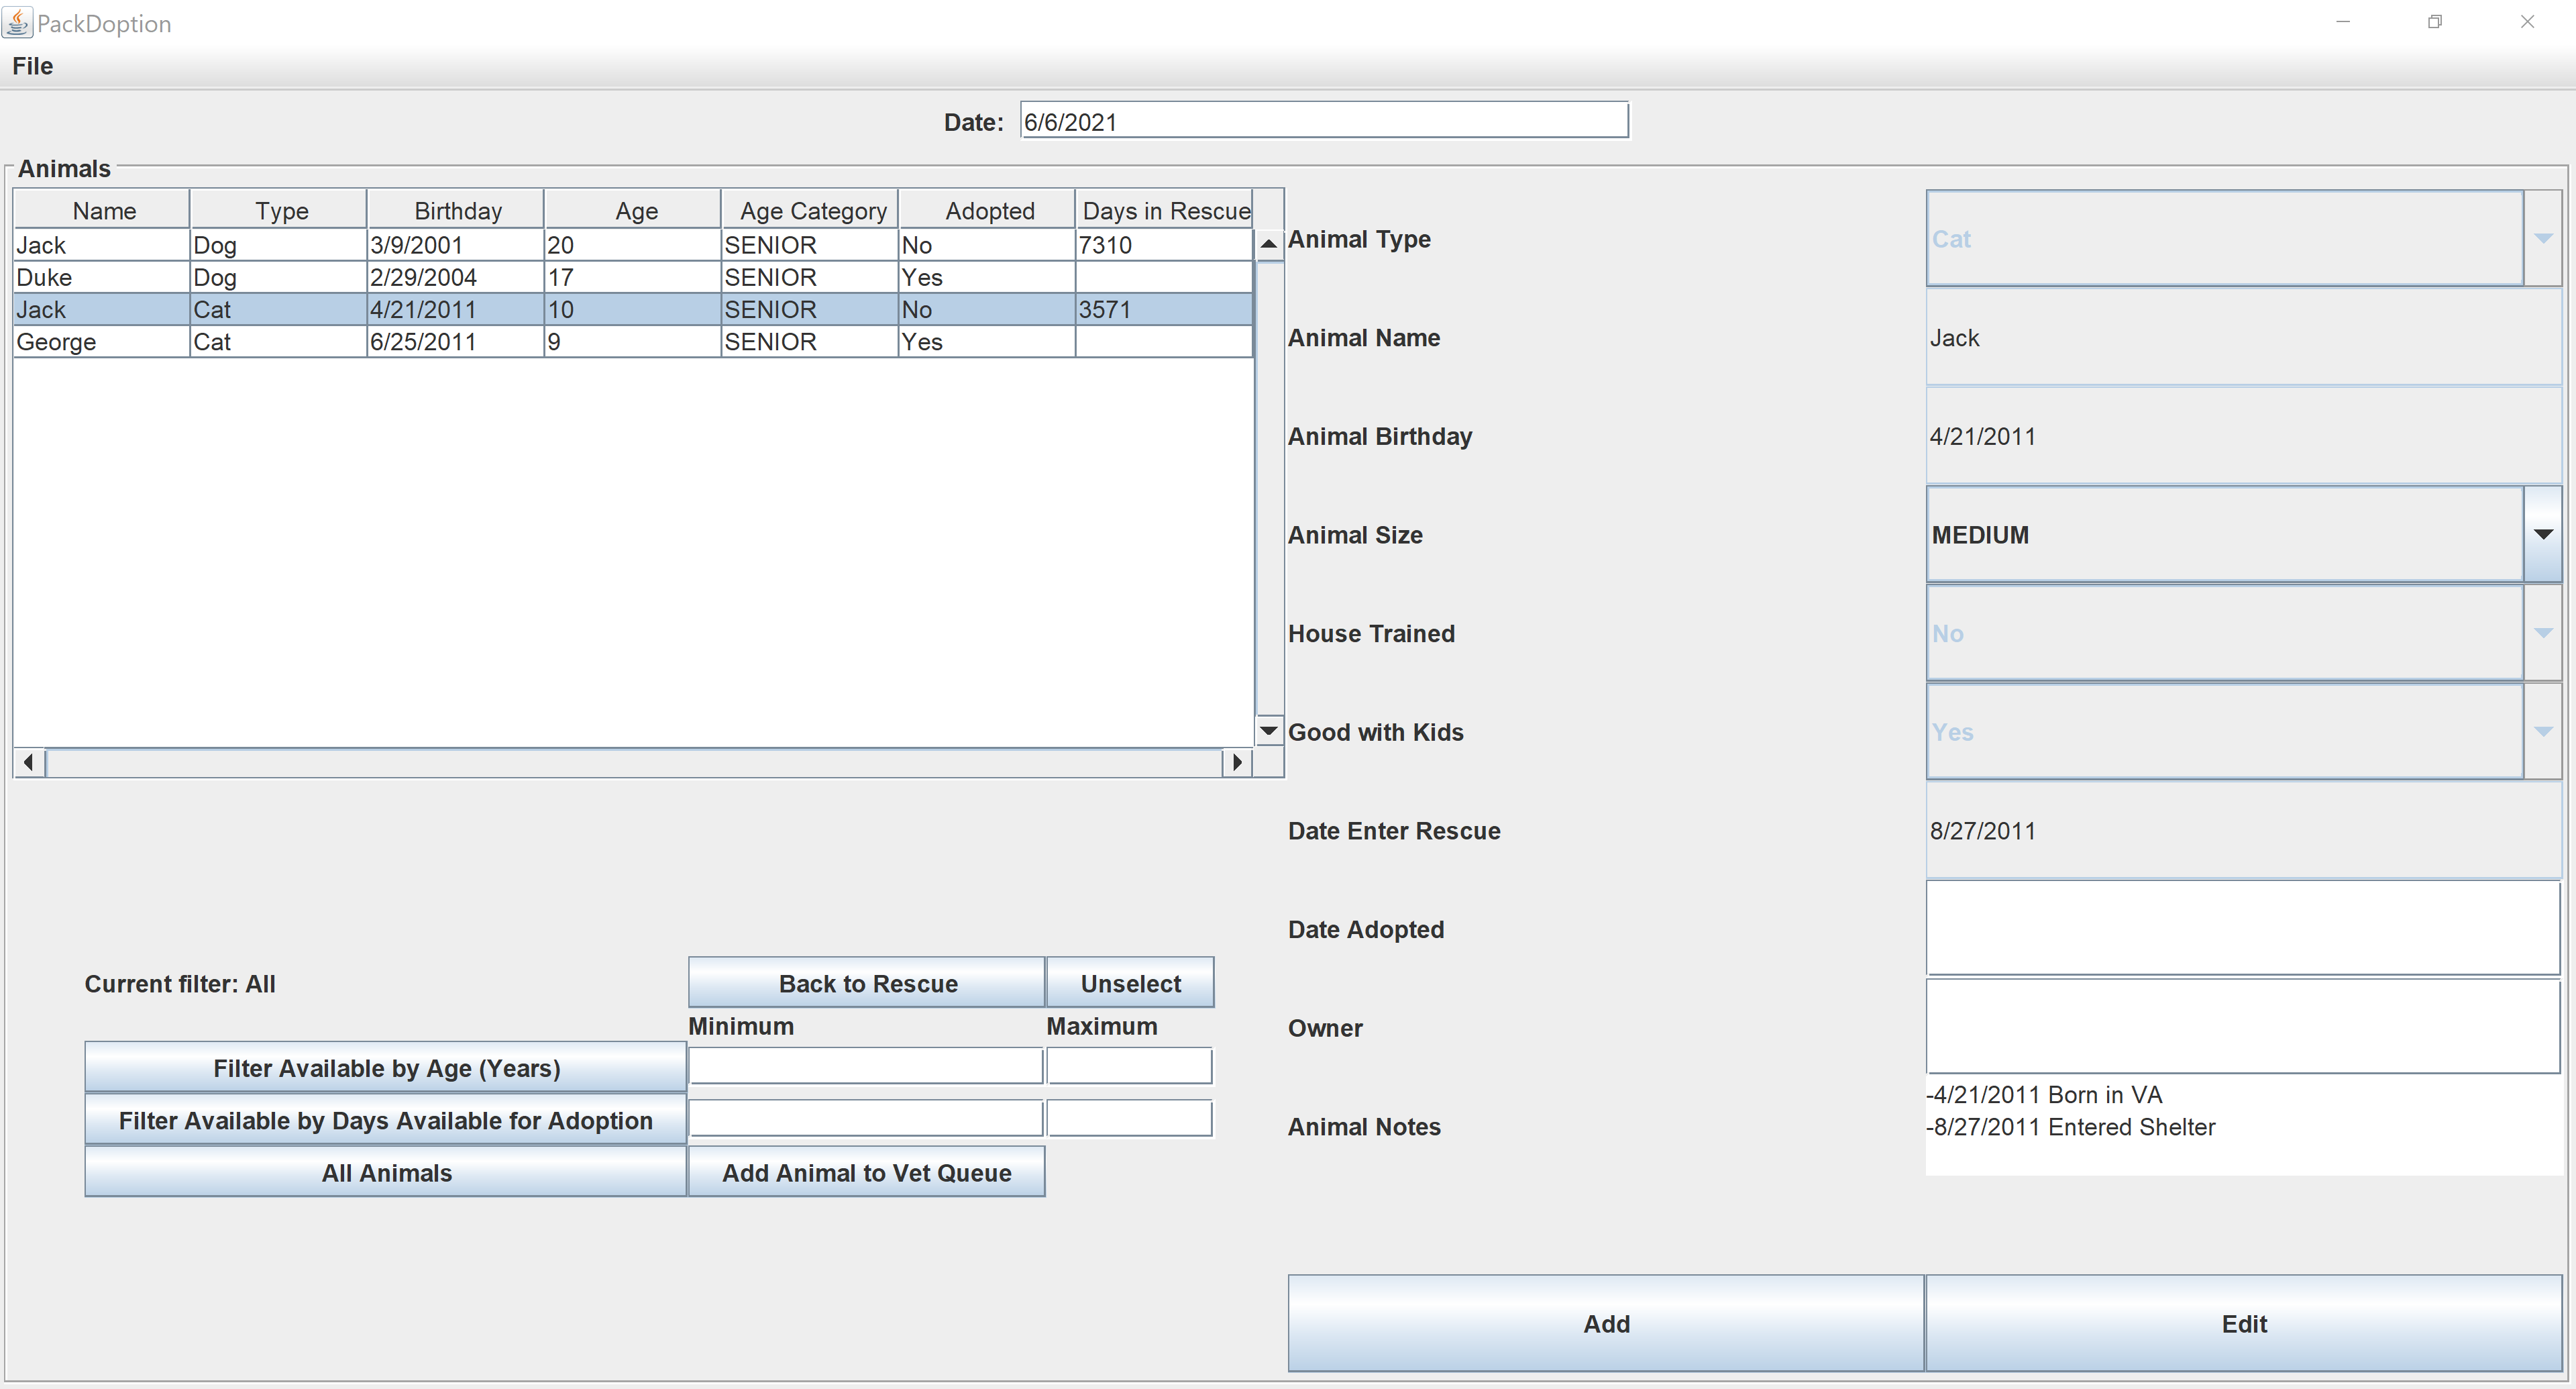 PackDoption
File
Date: 6/6/2021
Animals
Name Type Birthday Age Age Category Adopted Days in Rescue
Jack Dog 3/9/2001 20 SENIOR No 7310
Duke Dog 2/29/2004 17 SENIOR Yes
Jack Cat 4/21/2011 10 SENIOR No 3571
George Cat 6/25/2011 9 SENIOR Yes
Current filter: All Back to Rescue Unselect
Minimum Maximum
Filter Available by Age (Years)
Filter Available by Days Available for Adoption
All Animals Add Animal to Vet Queue
Animal Type Cat
Animal Name Jack
Animal Birthday 4/21/2011
Animal Size MEDIUM
House Trained No
Good with Kids Yes
Date Enter Rescue 8/27/2011
Date Adopted
Owner
Animal Notes
-4/21/2011 Born in VA
-8/27/2011 Entered Shelter
Add Edit